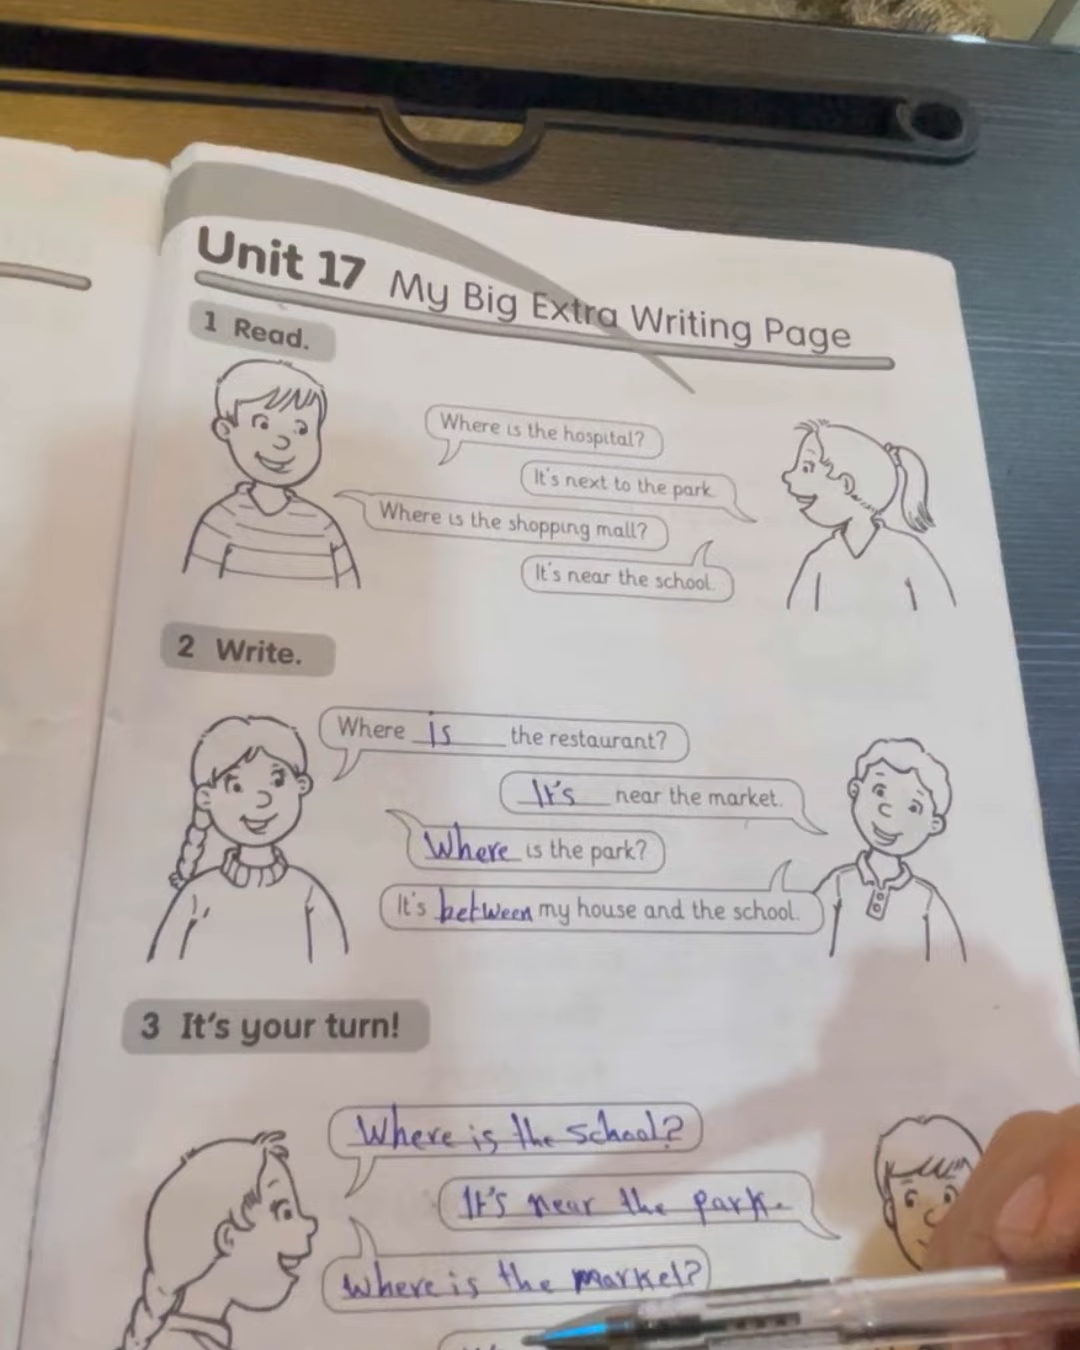 Unit 17 My Big Extra Writing Page
1 Read.
Where is the hospital?
It's next to the park.
Where is the shopping mall?
It's near the school.
2 Write.
Where is the restaurant?
It's near the market.
Where is the park?
It's between my house and the school.
3 It's your turn!
Where is the school?
It's near the park.
Where is the market?